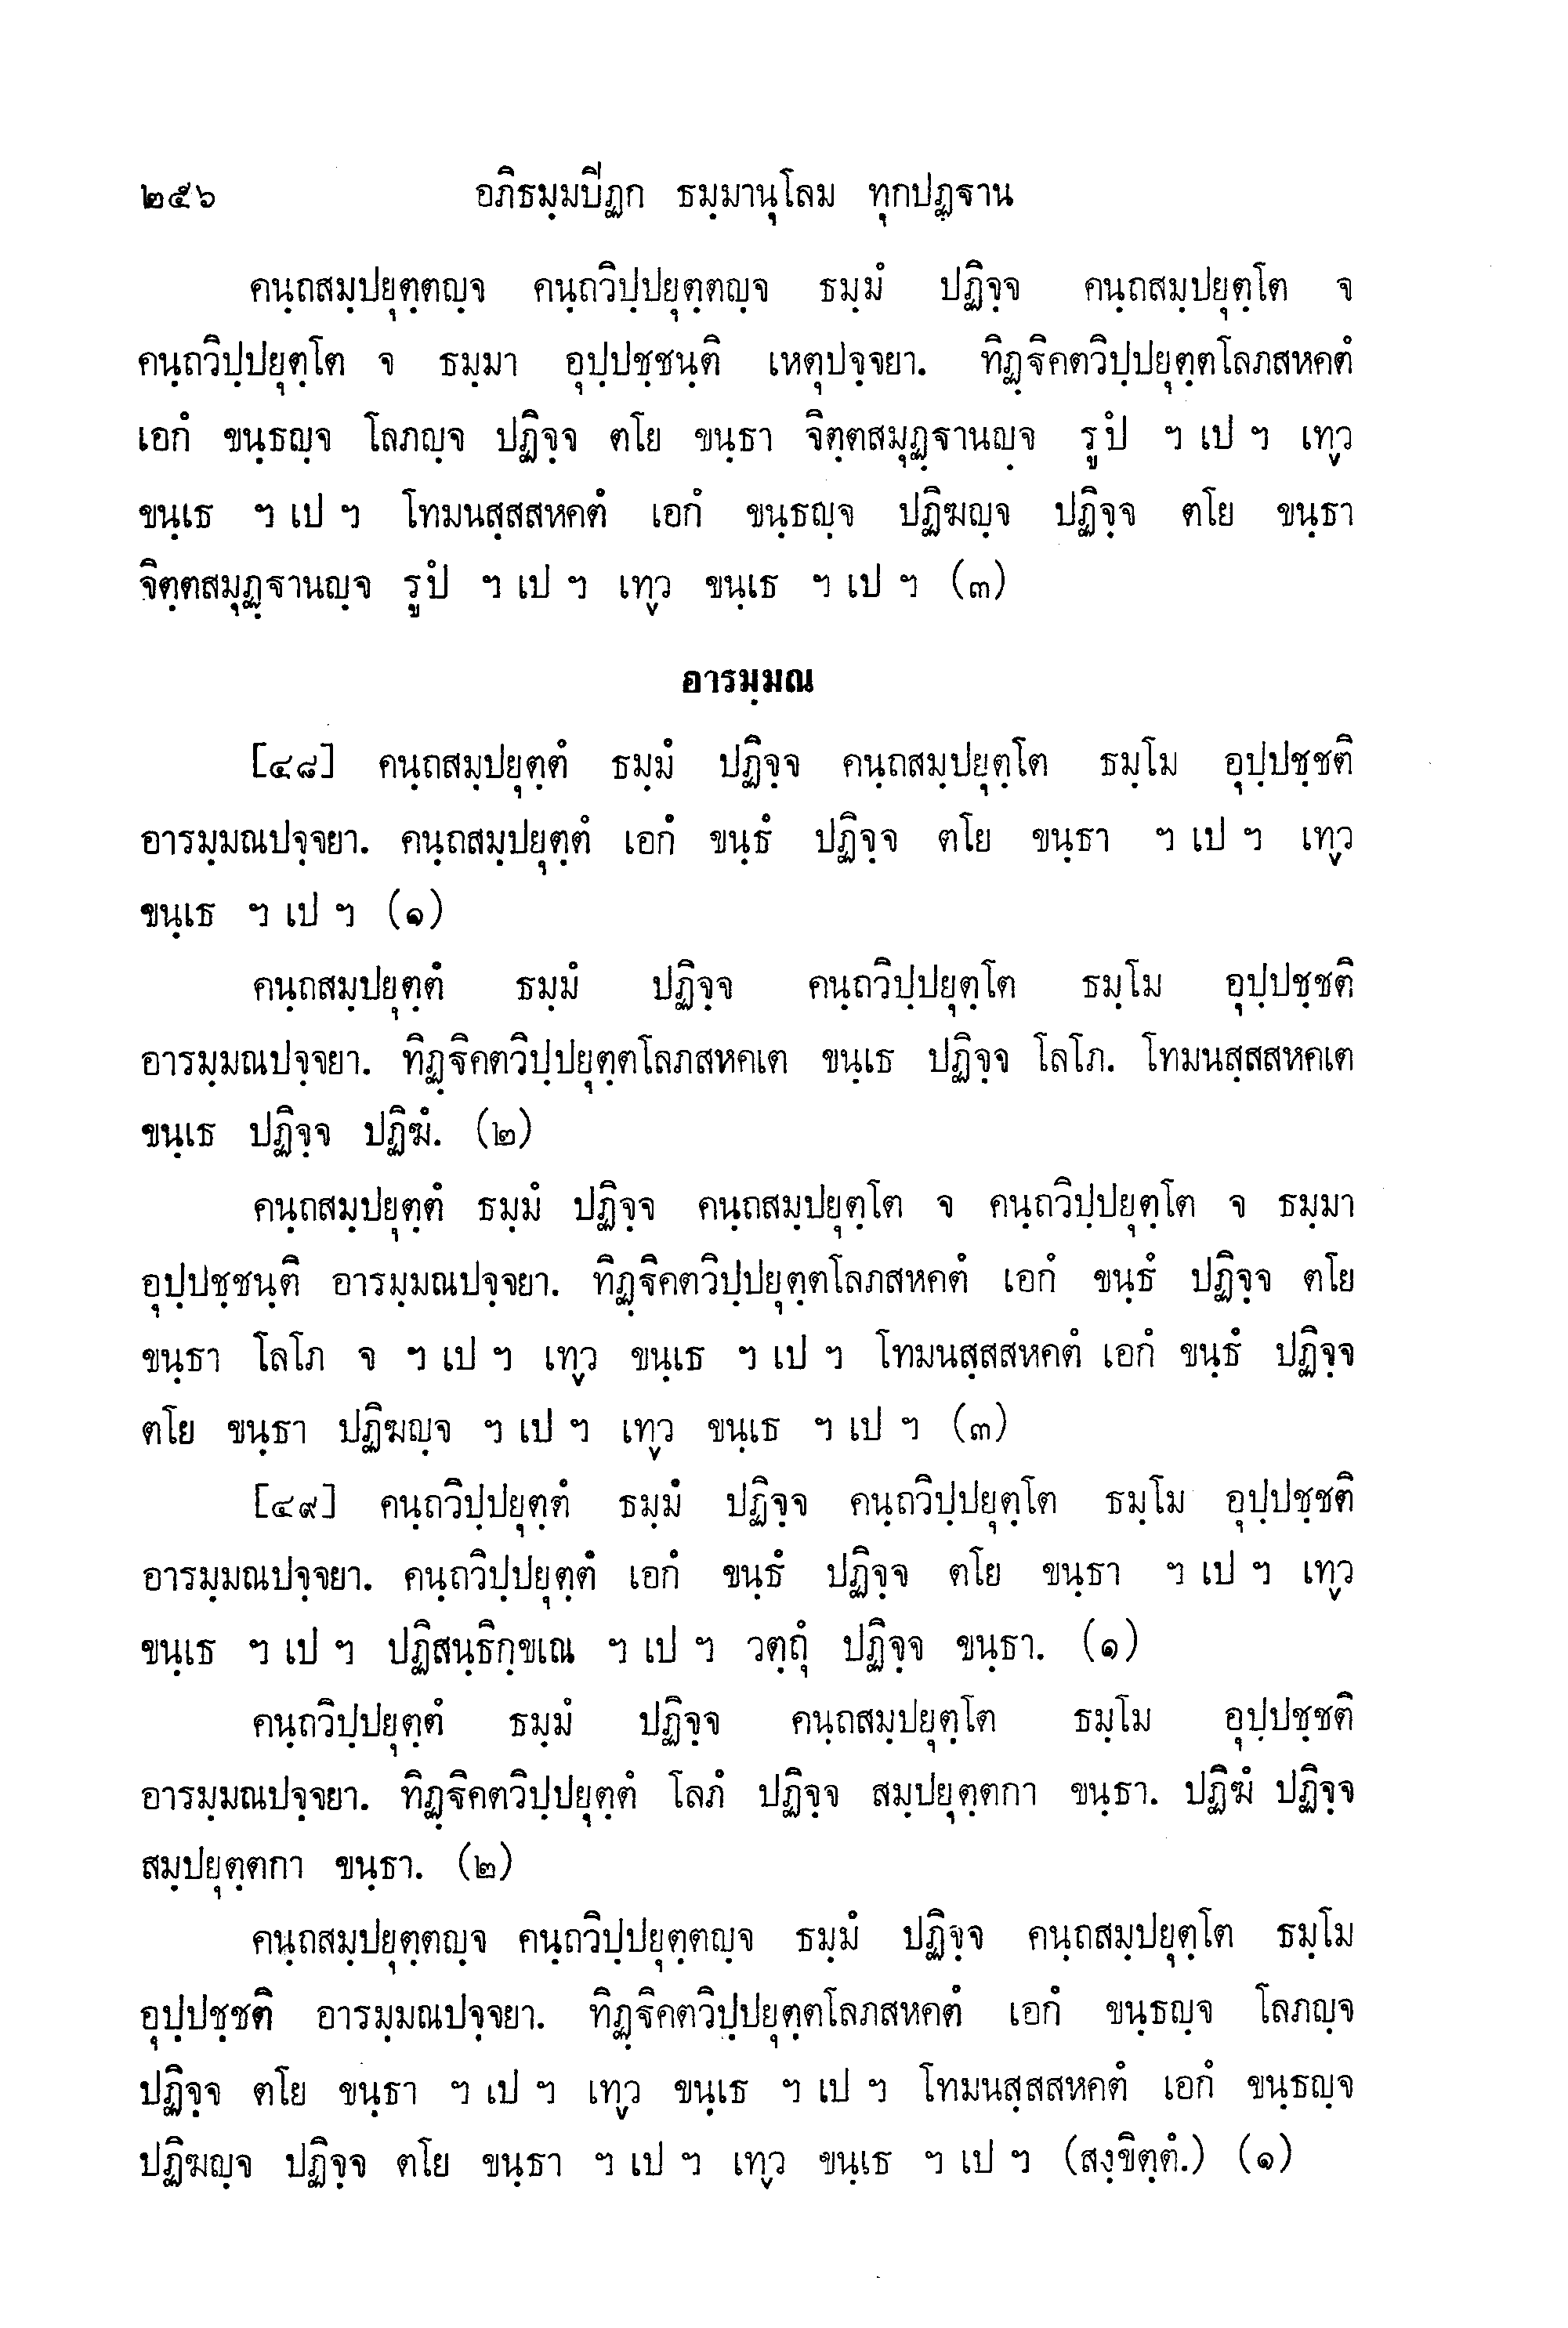 ๒๕๖ อภิธมฺมปิฏก ธมฺมานุโลม ทุกปฏฺฐาน
คนฺถสมฺปยุตฺตญฺจ คนฺถวิปฺปยุตฺตญฺจ ธมฺมํ ปฏิจฺจ คนฺถสมฺปยุตฺโต จ
คนฺถวิปฺปยุตฺโต จ ธมฺมา อุปฺปชฺชนฺติ เหตุปจฺจยา. ทิฏฺฐิคตวิปฺปยุตฺตโลภสหคตํ
เอกํ ขนฺธญฺจ โลภญฺจ ปฏิจฺจ ตโย ขนฺธา จิตฺตสมุฏฺฐานญฺจ รูปํ ฯ เป ฯ เทฺว
ขนฺเธ ฯ เป ฯ โทมนสฺสสหคตํ เอกํ ขนฺธญฺจ ปฏิฆญฺจ ปฏิจฺจ ตโย ขนฺธา
จิตฺตสมุฏฺฐานญฺจ รูปํ ฯ เป ฯ เทฺว ขนฺเธ ฯ เป ฯ (๓)
อารมฺมณ
[๔๘] คนฺถสมฺปยุตฺตํ ธมฺมํ ปฏิจฺจ คนฺถสมฺปยุตฺโต ธมฺโม อุปฺปชฺชติ
อารมฺมณปจฺจยา. คนฺถสมฺปยุตฺตํ เอกํ ขนฺธํ ปฏิจฺจ ตโย ขนฺธา ฯ เป ฯ เทฺว
ขนฺเธ ฯ เป ฯ (๑)
คนฺถสมฺปยุตฺตํ ธมฺมํ ปฏิจฺจ คนฺถวิปฺปยุตฺโต ธมฺโม อุปฺปชฺชติ
อารมฺมณปจฺจยา. ทิฏฺฐิคตวิปฺปยุตฺตโลภสหคเต ขนฺเธ ปฏิจฺจ โลโภ. โทมนสฺสสหคเต
ขนฺเธ ปฏิจฺจ ปฏิฆํ. (๒)
คนฺถสมฺปยุตฺตํ ธมฺมํ ปฏิจฺจ คนฺถสมฺปยุตฺโต จ คนฺถวิปฺปยุตฺโต จ ธมฺมา
อุปฺปชฺชนฺติ อารมฺมณปจฺจยา. ทิฏฺฐิคตวิปฺปยุตฺตโลภสหคตํ เอกํ ขนฺธํ ปฏิจฺจ ตโย
ขนฺธา โลโภ จ ฯ เป ฯ เทฺว ขนฺเธ ฯ เป ฯ โทมนสฺสสหคตํ เอกํ ขนฺธํ ปฏิจฺจ
ตโย ขนฺธา ปฏิฆญฺจ ฯ เป ฯ เทฺว ขนฺเธ ฯ เป ฯ (๓)
[๔๙] คนฺถวิปฺปยุตฺตํ ธมฺมํ ปฏิจฺจ คนฺถวิปฺปยุตฺโต ธมฺโม อุปฺปชฺชติ
อารมฺมณปจฺจยา. คนฺถวิปฺปยุตฺตํ เอกํ ขนฺธํ ปฏิจฺจ ตโย ขนฺธา ฯ เป ฯ เทฺว
ขนฺเธ ฯ เป ฯ ปฏิสนฺธิกฺขเณ ฯ เป ฯ วตฺถุํ ปฏิจฺจ ขนฺธา. (๑)
คนฺถวิปฺปยุตฺตํ ธมฺมํ ปฏิจฺจ คนฺถสมฺปยุตฺโต ธมฺโม อุปฺปชฺชติ
อารมฺมณปจฺจยา. ทิฏฺฐิคตวิปฺปยุตฺตํ โลภํ ปฏิจฺจ สมฺปยุตฺตกา ขนฺธา. ปฏิฆํ ปฏิจฺจ
สมฺปยุตฺตกา ขนฺธา. (๒)
คนฺถสมฺปยุตฺตญฺจ คนฺถวิปฺปยุตฺตญฺจ ธมฺมํ ปฏิจฺจ คนฺถสมฺปยุตฺโต ธมฺโม
อุปฺปชฺชติ อารมฺมณปจฺจยา. ทิฏฺฐิคตวิปฺปยุตฺตโลภสหคตํ เอกํ ขนฺธญฺจ โลภญฺจ
ปฏิจฺจ ตโย ขนฺธา ฯ เป ฯ เทฺว ขนฺเธ ฯ เป ฯ โทมนสฺสสหคตํ เอกํ ขนฺธญฺจ
ปฏิฆญฺจ ปฏิจฺจ ตโย ขนฺธา ฯ เป ฯ เทฺว ขนฺเธ ฯ เป ฯ (สงฺขิตฺตํ.) (๑)